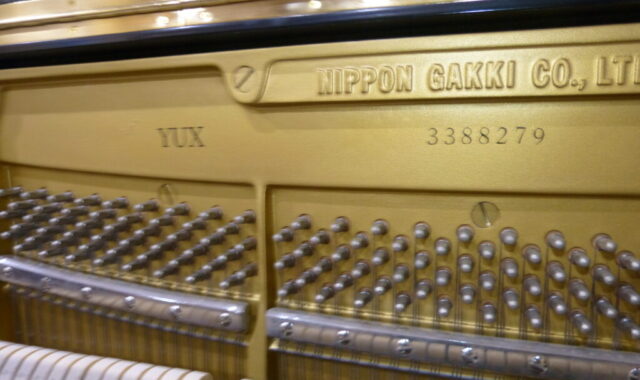 NIPPON GAKKI CO., LT
YUX
3388279